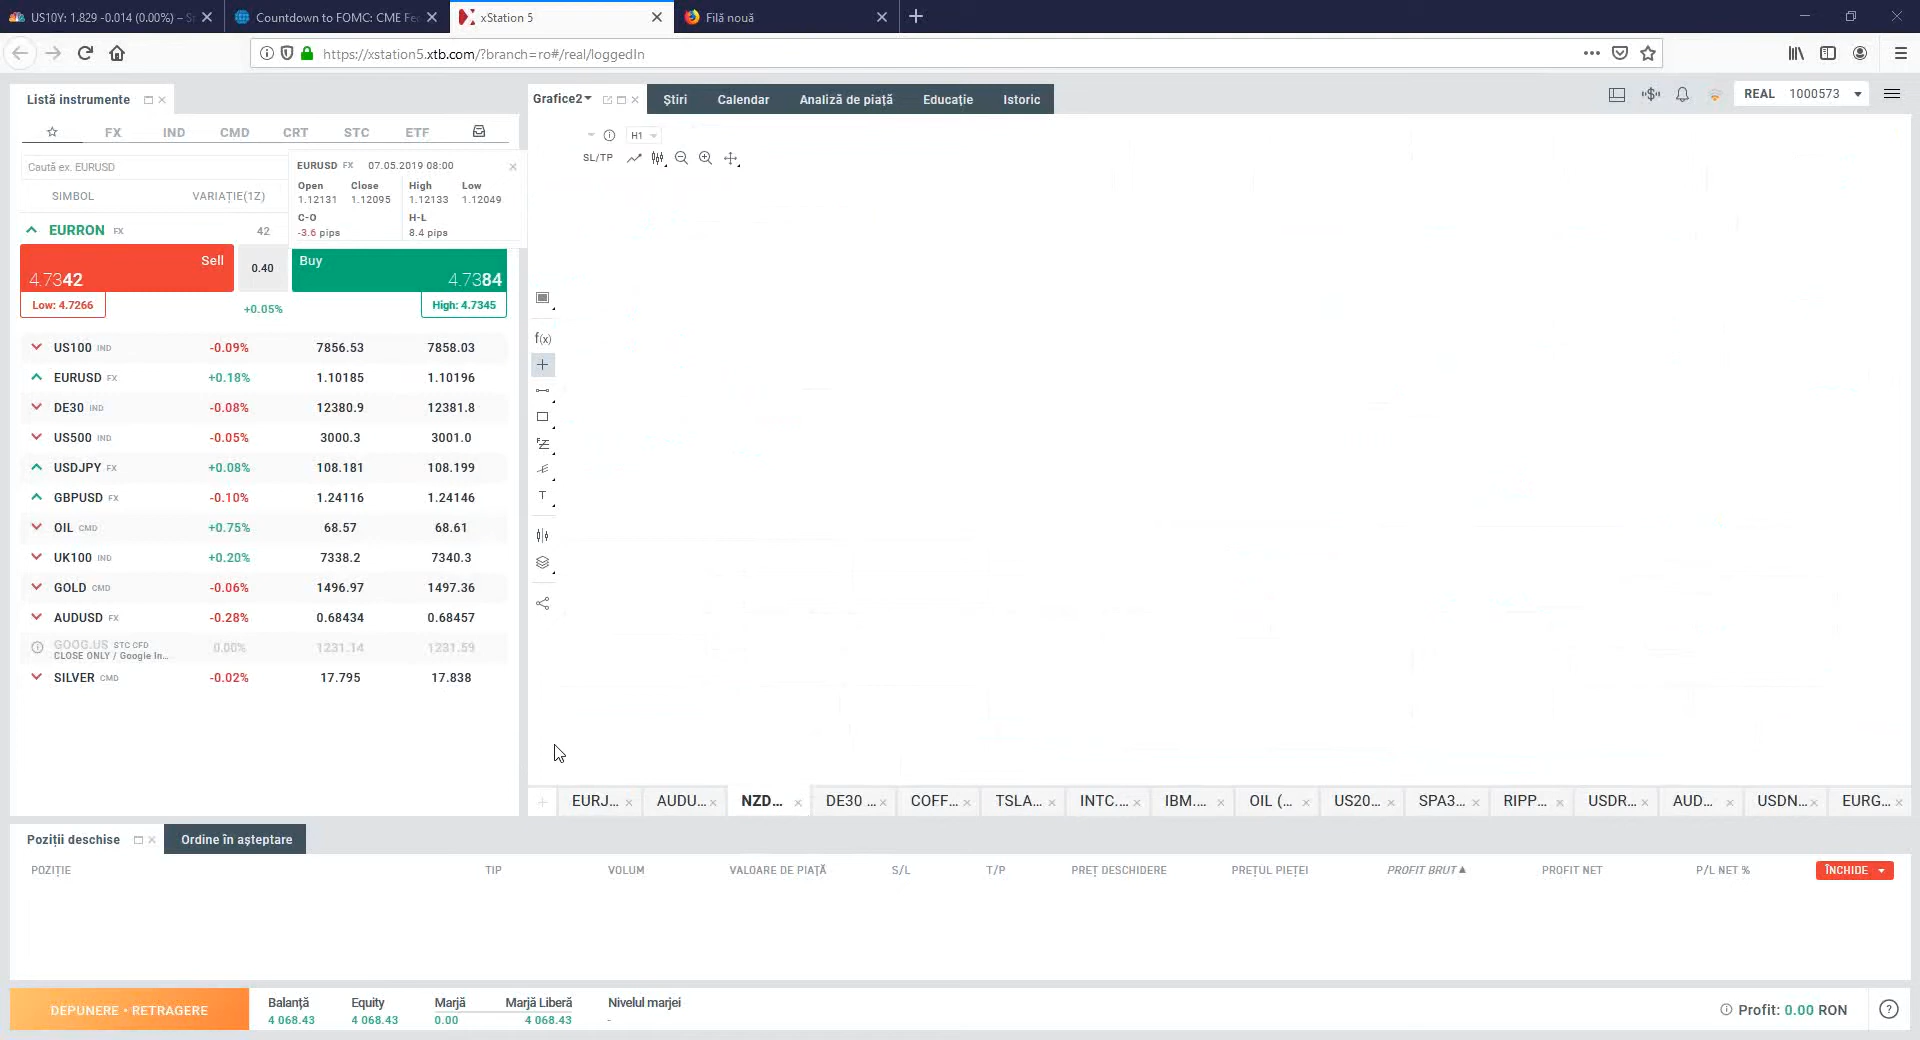 US10Y: 1.829 -0.014 (0.00%) –
Countdown to FOMC: CME Fe
xStation 5
Filă nouă
https://xstation5.xtb.com/?branch=ro#/real/loggedIn
Listă instrumente
Grafice2
Știri
Calendar
Analiză de piață
Educație
Istoric
REAL 1000573
FX IND CMD CRT STC ETF
H1
SL/TP
Caută ex. EURUSD
EURUSD FX 07.05.2019 08:00
Open Close High Low
1.12131 1.12095 1.12133 1.12049
C-O H-L
-3.6 pips 8.4 pips
SIMBOL VARIAȚIE(1Z)
EURRON FX 42
Sell 4.7342
0.40
Buy 4.7384
Low: 4.7266 +0.05% High: 4.7345
f(x)
T
US100 IND -0.09% 7856.53 7858.03
EURUSD FX +0.18% 1.10185 1.10196
DE30 IND -0.08% 12380.9 12381.8
US500 IND -0.05% 3000.3 3001.0
USDJPY FX +0.08% 108.181 108.199
GBPUSD FX -0.10% 1.24116 1.24146
OIL CMD +0.75% 68.57 68.61
UK100 IND +0.20% 7338.2 7340.3
GOLD CMD -0.06% 1496.97 1497.36
AUDUSD FX -0.28% 0.68434 0.68457
GOOG.US STC CFD 0.00% 1231.14 1231.59
CLOSE ONLY / Google In...
SILVER CMD -0.02% 17.795 17.838
EURJ... AUDU... NZD... DE30 ... COFF... TSLA... INTC.... IBM.... OIL (... US20... SPA3... RIPP... USDR... AUD... USDN... EURG...
Poziții deschise
Ordine în așteptare
POZIȚIE TIP VOLUM VALOARE DE PIAȚĂ S/L T/P PREȚ DESCHIDERE PREȚUL PIEȚEI PROFIT BRUT▲ PROFIT NET P/L NET % ÎNCHIDE
DEPUNERE • RETRAGERE
Balanță Equity Marjă Marjă Liberă Nivelul marjei
4 068.43 4 068.43 0.00 4 068.43 -
Profit: 0.00 RON